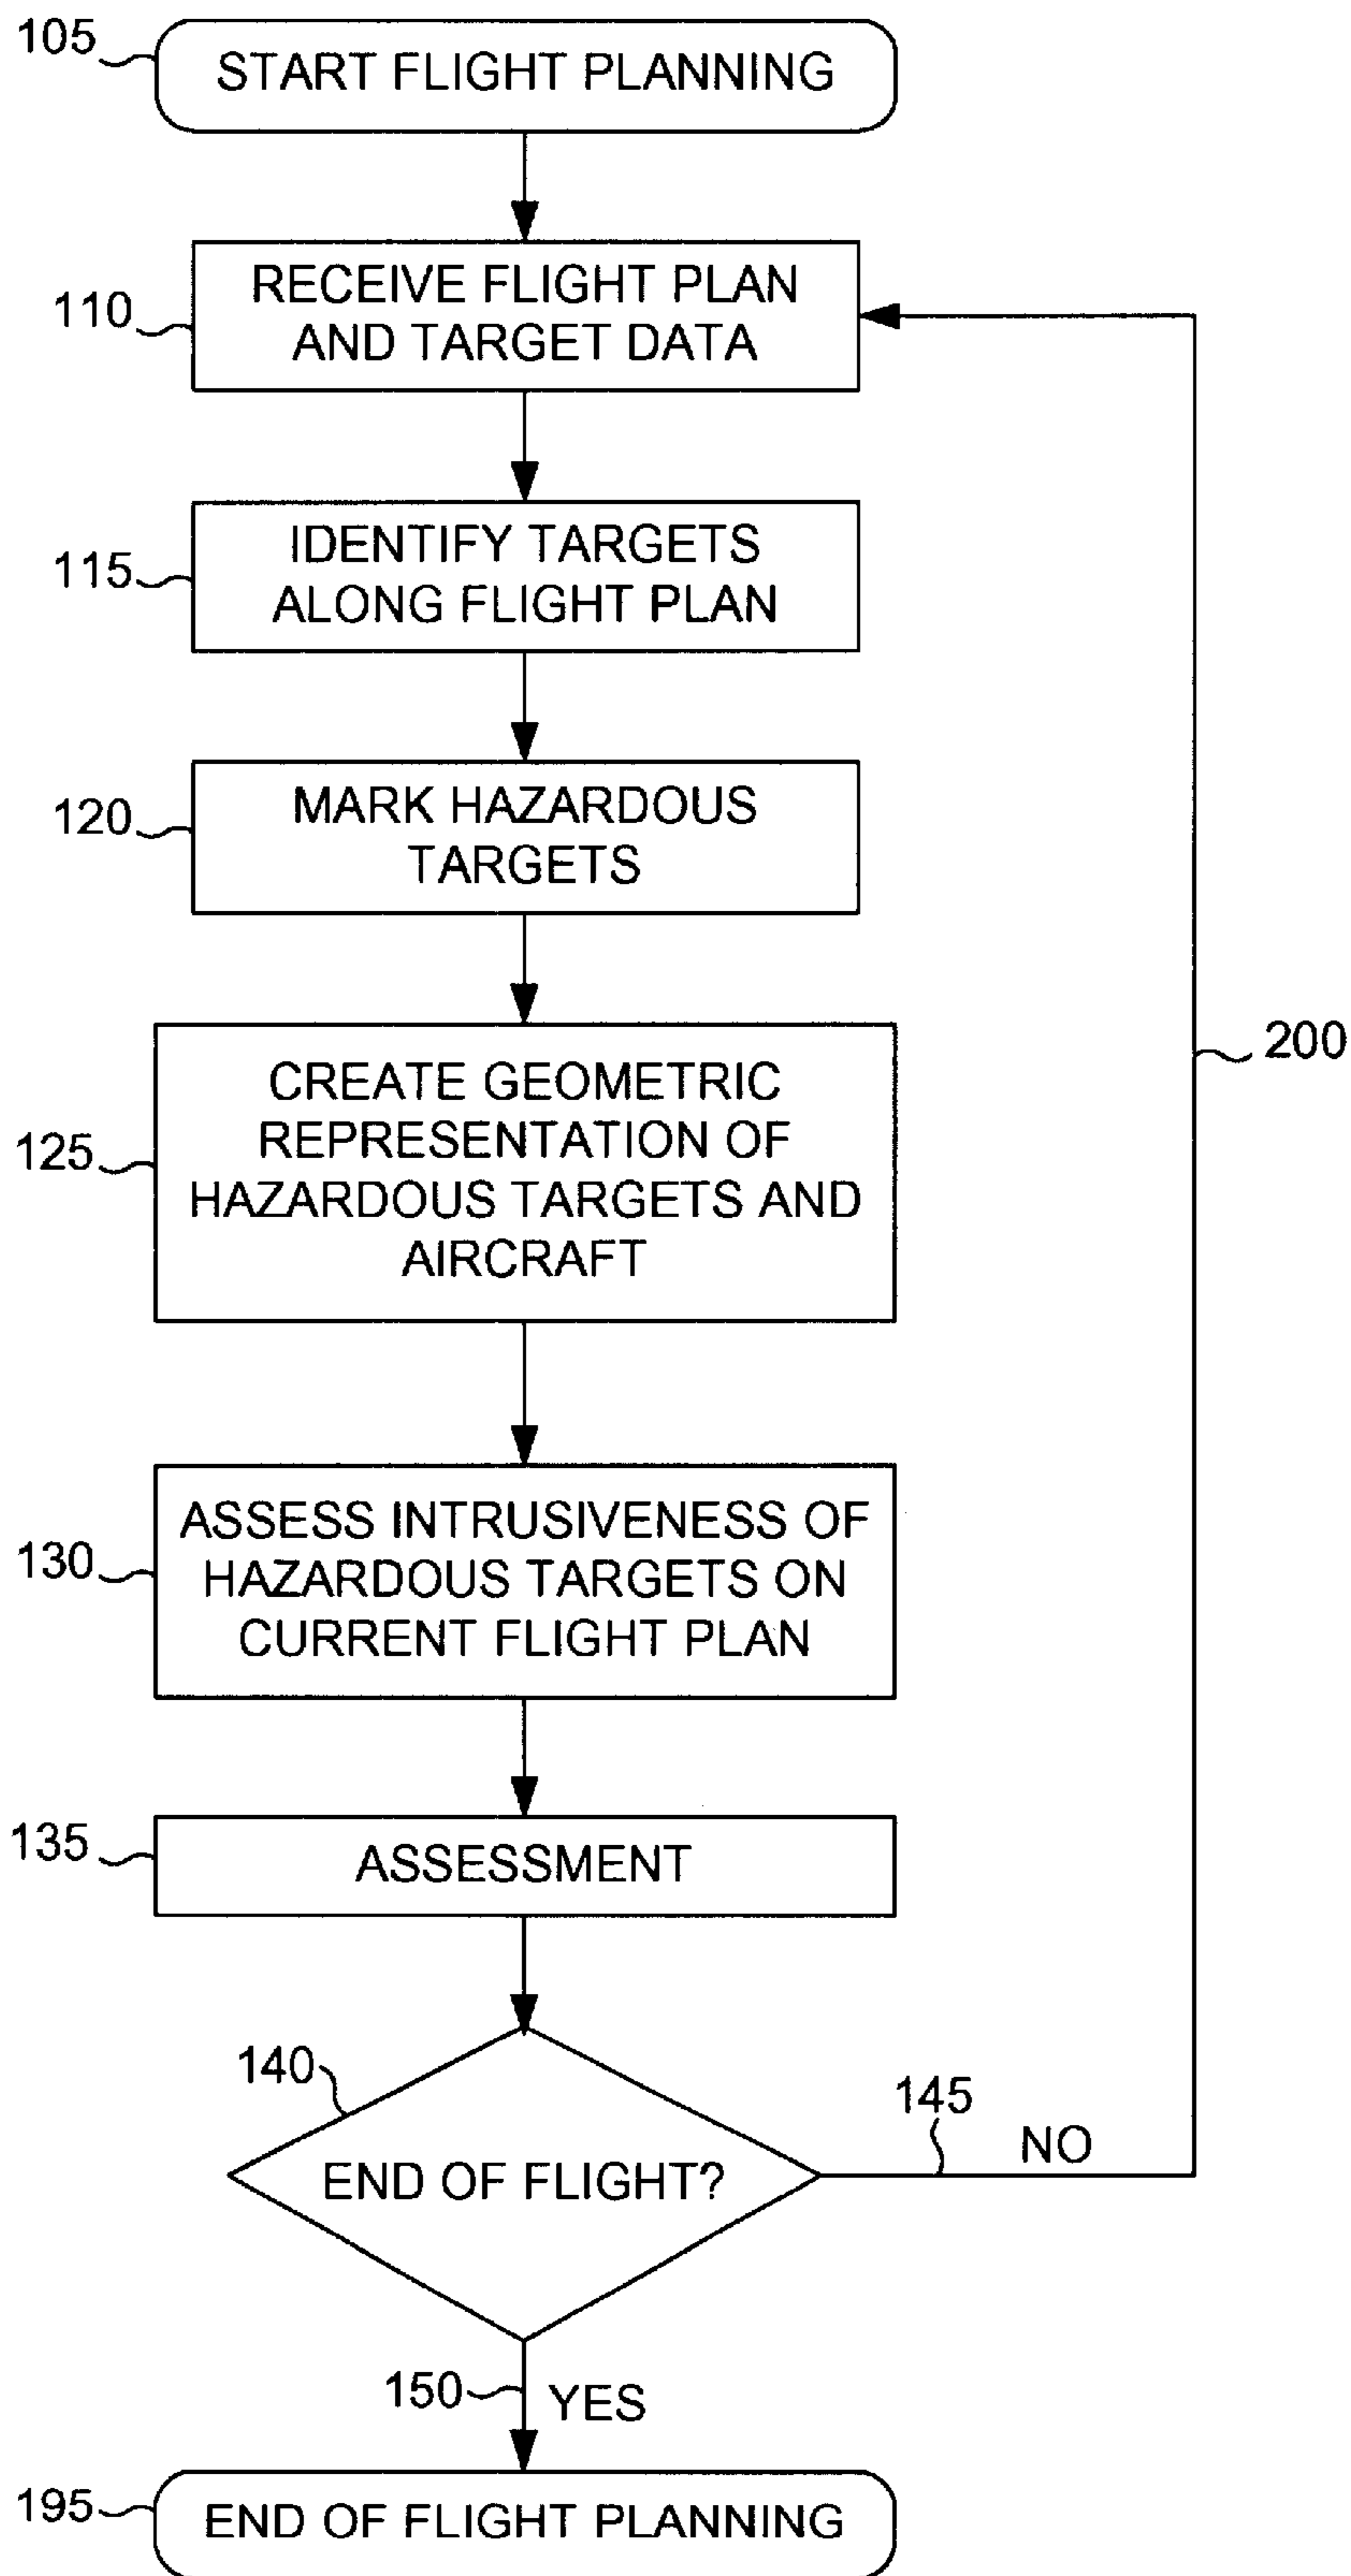 105
START FLIGHT PLANNING
110
RECEIVE FLIGHT PLAN
AND TARGET DATA
115
IDENTIFY TARGETS
ALONG FLIGHT PLAN
120
MARK HAZARDOUS
TARGETS
125
CREATE GEOMETRIC
REPRESENTATION OF
HAZARDOUS TARGETS AND
AIRCRAFT
200
130
ASSESS INTRUSIVENESS OF
HAZARDOUS TARGETS ON
CURRENT FLIGHT PLAN
135
ASSESSMENT
140
END OF FLIGHT?
145
NO
150
YES
195
END OF FLIGHT PLANNING